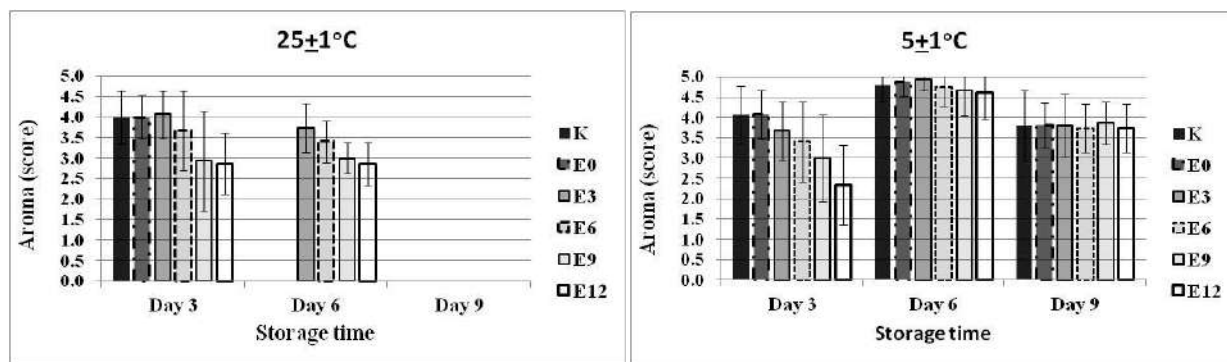 25±1°C
5.0
4.5
4.0
3.5
3.0
2.5
2.0
1.5
1.0
0.5
0.0
Aroma (score)
Day 3 Day 6 Day 9
Storage time
K
E0
E3
E6
E9
E12
5±1°C
5.0
4.5
4.0
3.5
3.0
2.5
2.0
1.5
1.0
0.5
0.0
Aroma (score)
Day 3 Day 6 Day 9
Storage time
K
E0
E3
E6
E9
E12